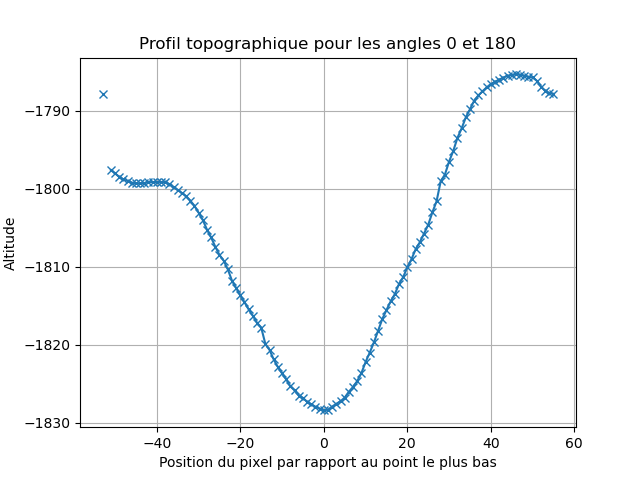 Profil topographique pour les angles 0 et 180
−1790
−1800
−1810
−1820
−1830
Altitude
−40 −20 0 20 40 60
Position du pixel par rapport au point le plus bas